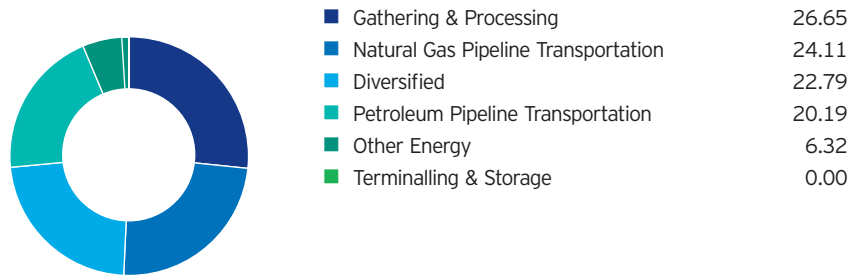 Gathering & Processing 26.65
Natural Gas Pipeline Transportation 24.11
Diversified 22.79
Petroleum Pipeline Transportation 20.19
Other Energy 6.32
Terminalling & Storage 0.00